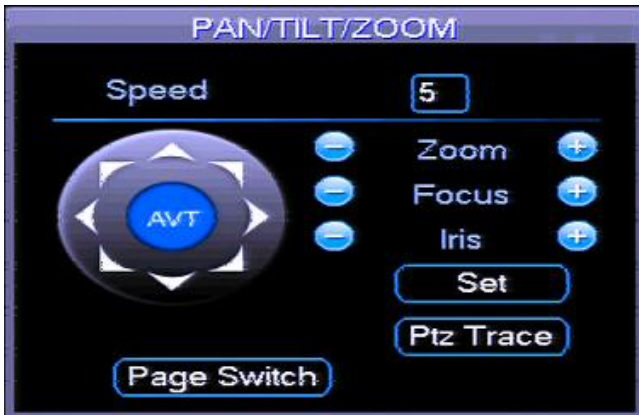 PAN/TILT/ZOOM
Speed 5
Zoom
AVT
Focus
Iris
Set
Ptz Trace
Page Switch